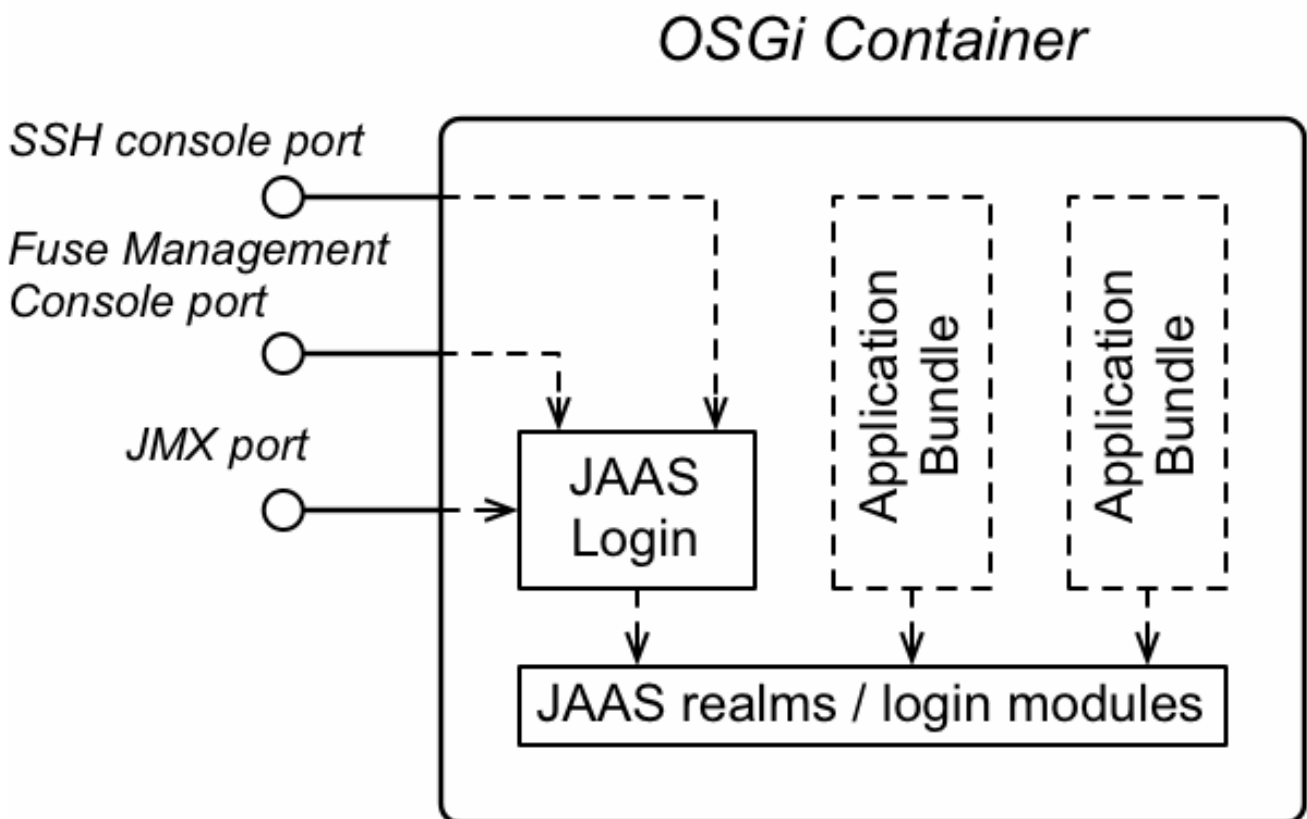 OSGi Container
SSH console port
Fuse Management
Console port
JMX port
JAAS
Login
Application
Bundle
Application
Bundle
JAAS realms / login modules